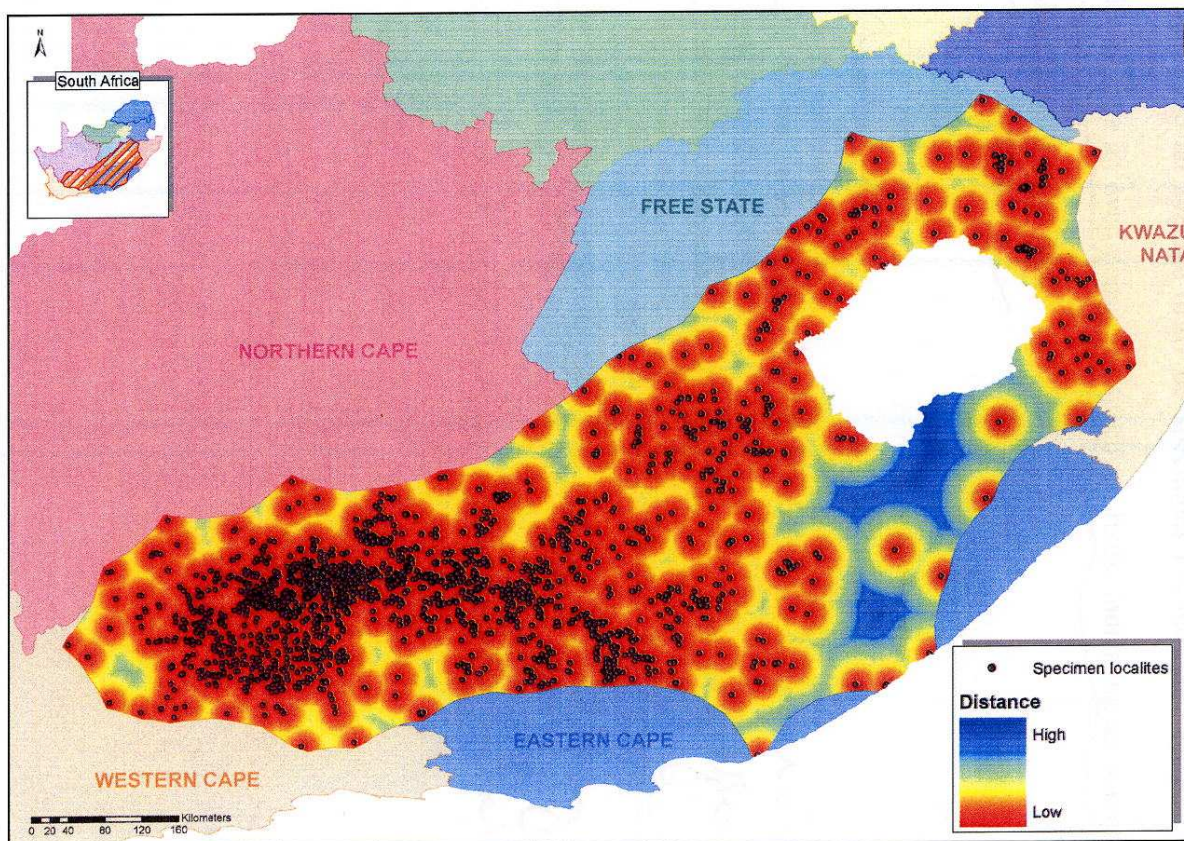 N
South Africa
FREE STATE
KWAZU
NATA
NORTHERN CAPE
EASTERN CAPE
WESTERN CAPE
Kilometers
0 20 40 80 120 160
Specimen localites
Distance
High
Low